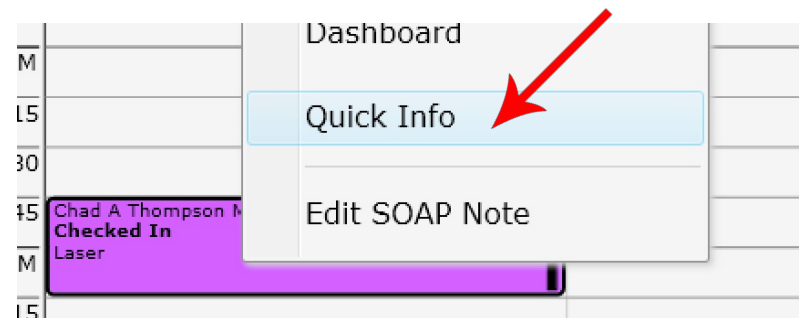 Dashboard
M
15
Quick Info
30
45
Chad A Thompson M
Checked In
Edit SOAP Note
Laser
M
15